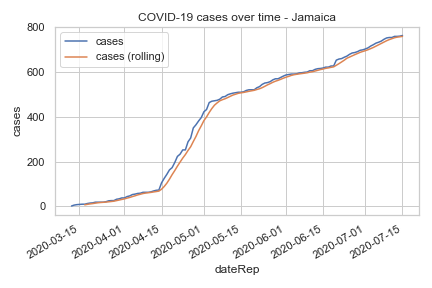 COVID-19 cases over time - Jamaica
800
600
400
200
0
cases
cases
cases (rolling)
2020-03-15
2020-04-01
2020-04-15
2020-05-01
2020-05-15
2020-06-01
2020-06-15
2020-07-01
2020-07-15
dateRep